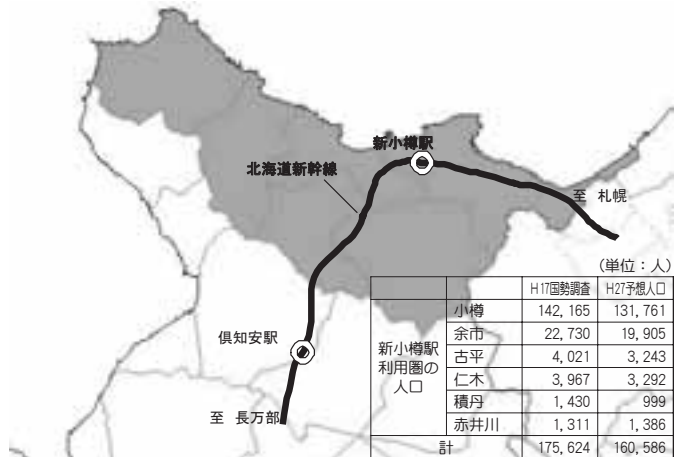 新小樽駅
北海道新幹線
至 札幌
(単位：人)
H17国勢調査 H27予想人口
新小樽駅
利用圏の
人口
小樽 142,165 131,761
余市 22,730 19,905
古平 4,021 3,243
仁木 3,967 3,292
積丹 1,430 999
赤井川 1,311 1,386
計 175,624 160,586
倶知安駅
至 長万部